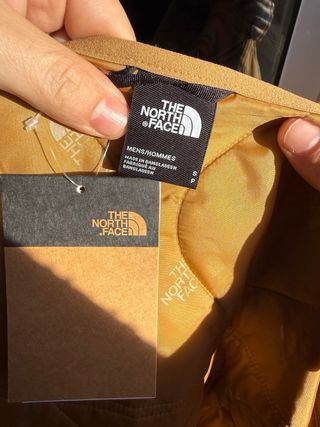 THE
NORTH
FACE
MENS/HOMMES
MADE IN BANGLADESH
FABRIQUÉ AU
BANGLADESH
S
P
THE
NORTH
FACE
THE
NORTH
FACE